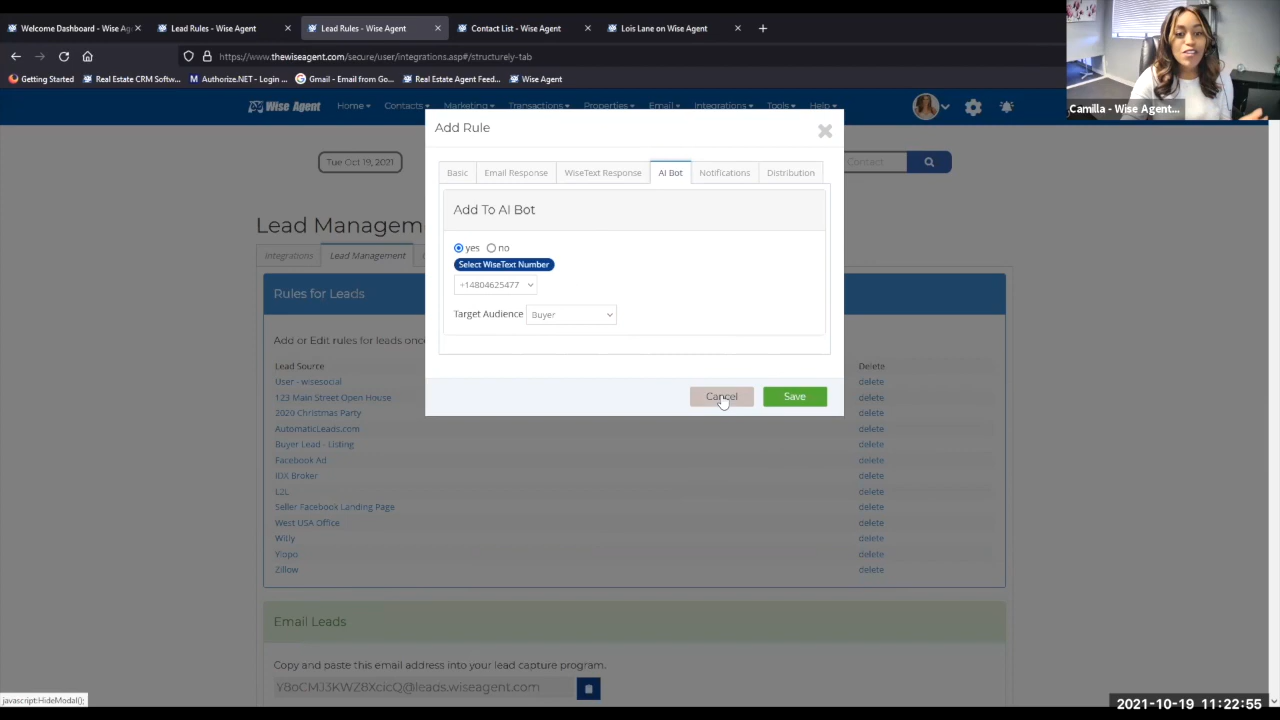 Welcome Dashboard - Wise Ag
Lead Rules - Wise Agent
Lead Rules - Wise Agent
Lois Lane on Wise Agent
https://www.thewiseagent.com/secure/user/integrations.asp#/structurely-tab
Getting Started
Real Estate CRM Softw...
Authorize.NET - Login ...
Gmail - Email from Go...
Real Estate Agent Feed...
Wise Agent
Camilla - Wise Agent...
Wise Agent
Home
Contacts
Marketing
Transactions
Properties
Email
Integrations
Tools
Help
Add Rule
Tue Oct 19, 2021
Contact
Basic
Email Response
WiseText Response
AI Bot
Notifications
Distribution
Add To AI Bot
Lead Managem
yes
no
Integrations
Lead Management
Select WiseText Number
+14804625477
Rules for Leads
Target Audience
Buyer
Add or Edit rules for leads onc
Lead Source
Delete
User - wisesocial
delete
123 Main Street Open House
delete
Cancel
Save
2020 Christmas Party
delete
AutomaticLeads.com
delete
Buyer Lead - Listing
delete
Facebook Ad
delete
IDX Broker
delete
L2L
delete
Seller Facebook Landing Page
delete
West USA Office
delete
Willy
delete
Ylopo
delete
Zillow
delete
Email Leads
Copy and paste this email address into your lead capture program.
Y8oCMJ3KWZ8XcicQ@leads.wiseagent.com
javascript:HideModal();
2021-10-19 11:22:55